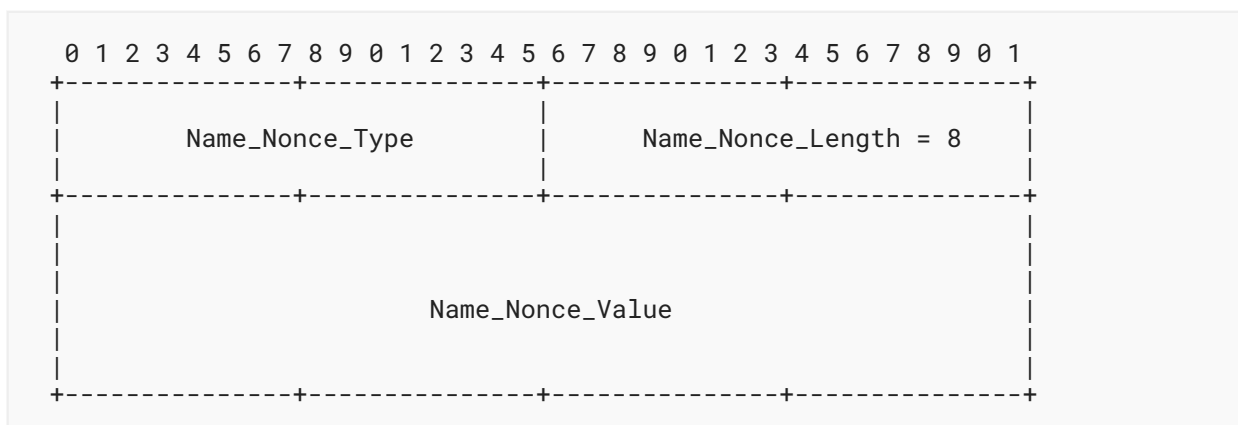 0 1 2 3 4 5 6 7 8 9 0 1 2 3 4 5 6 7 8 9 0 1 2 3 4 5 6 7 8 9 0 1
Name_Nonce_Type Name_Nonce_Length = 8
Name_Nonce_Value